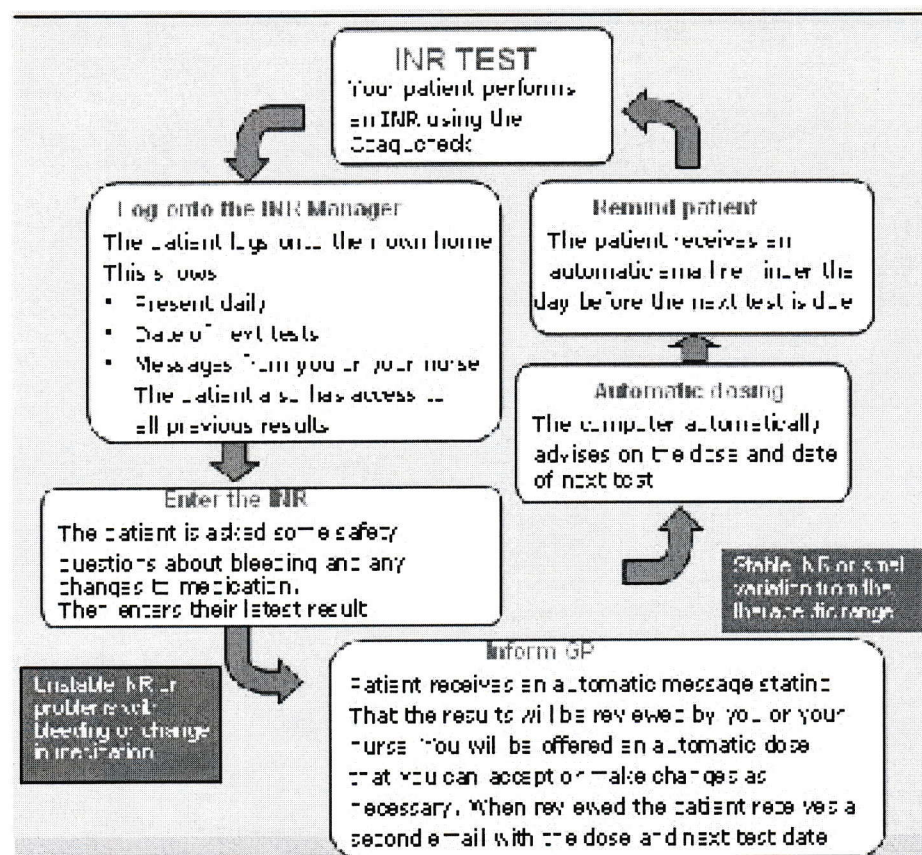 INR TEST
Your patient performs
an INR using the
Coagucheck
Log onto the INR Manager
The patient logs onto their own home
This shows
• Present daily
• Date of next tests
• Messages from you or your nurse
The patient also has access to
all previous results
Enter the INR
The patient is asked some safety
questions about bleeding and any
changes to medication.
Then enters their latest result
Unstable INR or
problems with
bleeding or change
in medication
Inform GP
Patient receives an automatic message stating
That the results will be reviewed by you or your
nurse. You will be offered an automatic dose
that you can accept or make changes as
necessary. When reviewed the patient receives a
second email with the dose and next test date
Stable INR or small
variation from the
therapeutic range
Automatic dosing
The computer automatically
advises on the dose and date
of next test
Remind patient
The patient receives an
automatic email reminder the
day before the next test is due